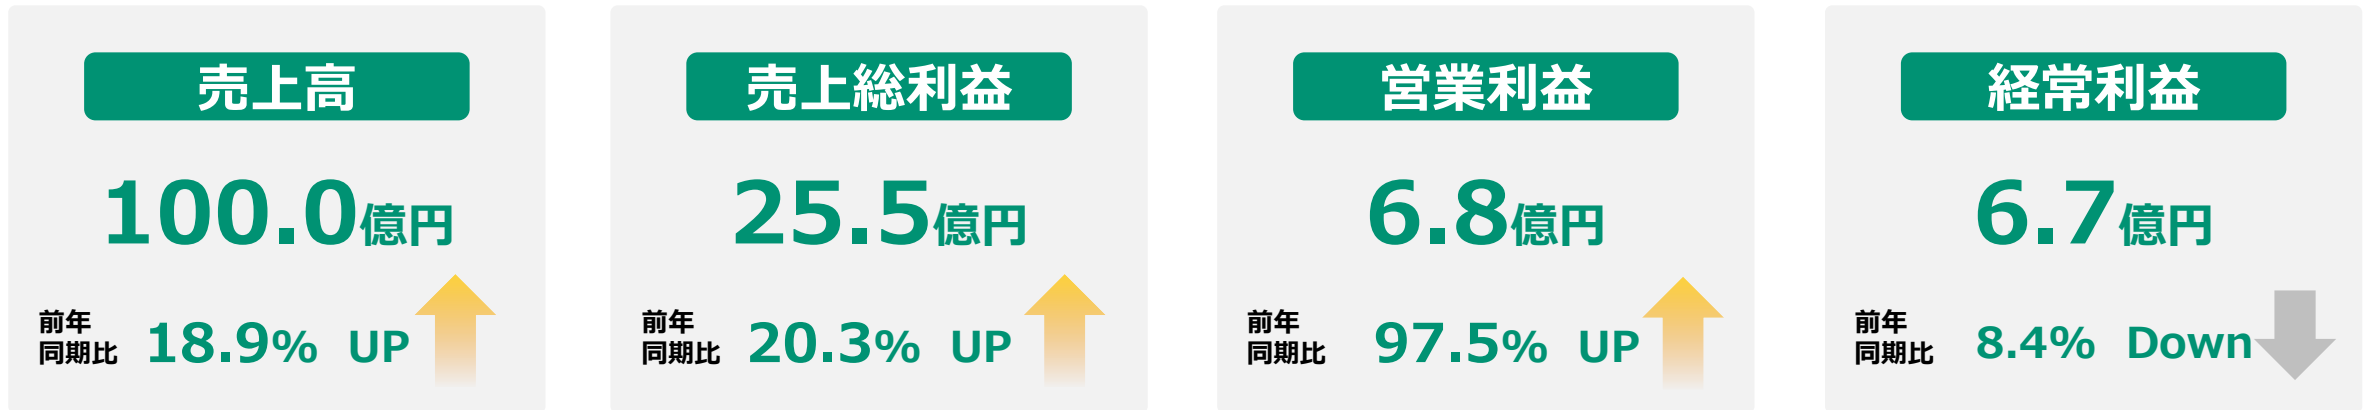 売上高
100.0億円
前年
同期比
18.9% UP
売上総利益
25.5億円
前年
同期比
20.3% UP
営業利益
6.8億円
前年
同期比
97.5% UP
経常利益
6.7億円
前年
同期比
8.4% Down